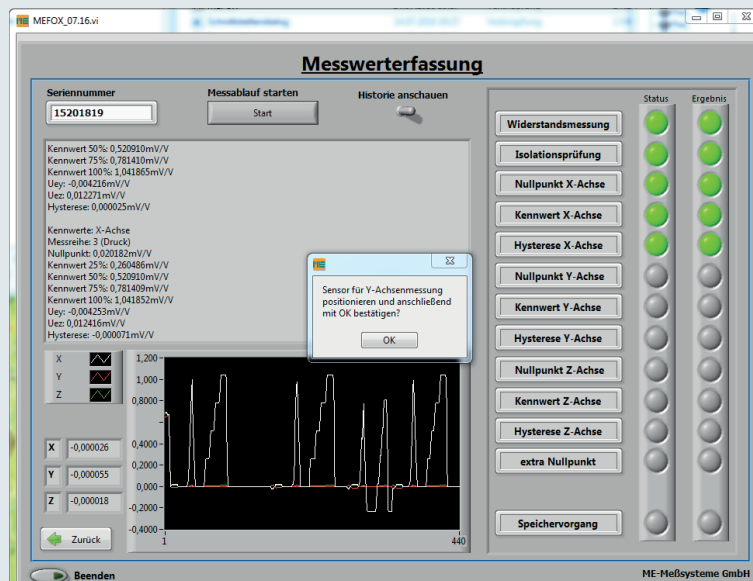 MEFOX_07.16.vi
Messwerterfassung
Seriennummer
15201819
Messablauf starten
Start
Historie anschauen
Kennwert 50%: 0,520910mV/V
Kennwert 75%: 0,781410mV/V
Kennwert 100%: 1,041865mV/V
Uey: -0,004216mV/V
Uez: 0,012271mV/V
Hysterese: 0,000025mV/V
Kennwerte: X-Achse
Messreihe: 3 (Druck)
Nullpunkt: 0,020182mV/V
Kennwert 25%: 0,260486mV/V
Kennwert 50%: 0,520910mV/V
Kennwert 75%: 0,781409mV/V
Kennwert 100%: 1,041852mV/V
Uey: -0,004253mV/V
Uez: 0,012416mV/V
Hysterese: -0,000071mV/V
ME
Sensor für Y-Achsenmessung
positionieren und anschließend
mit OK bestätigen?
OK
X
Y
Z
1,200
1,000
0,8000
0,4000
0,2000
0,000
-0,2000
-0,4000
1
440
X -0,000026
Y -0,000055
Z -0,000018
Zurück
Beenden
Status
Ergebnis
Widerstandsmessung
Isolationsprüfung
Nullpunkt X-Achse
Kennwert X-Achse
Hysterese X-Achse
Nullpunkt Y-Achse
Kennwert Y-Achse
Hysterese Y-Achse
Nullpunkt Z-Achse
Kennwert Z-Achse
Hysterese Z-Achse
extra Nullpunkt
Speichervorgang
ME-Meßsysteme GmbH